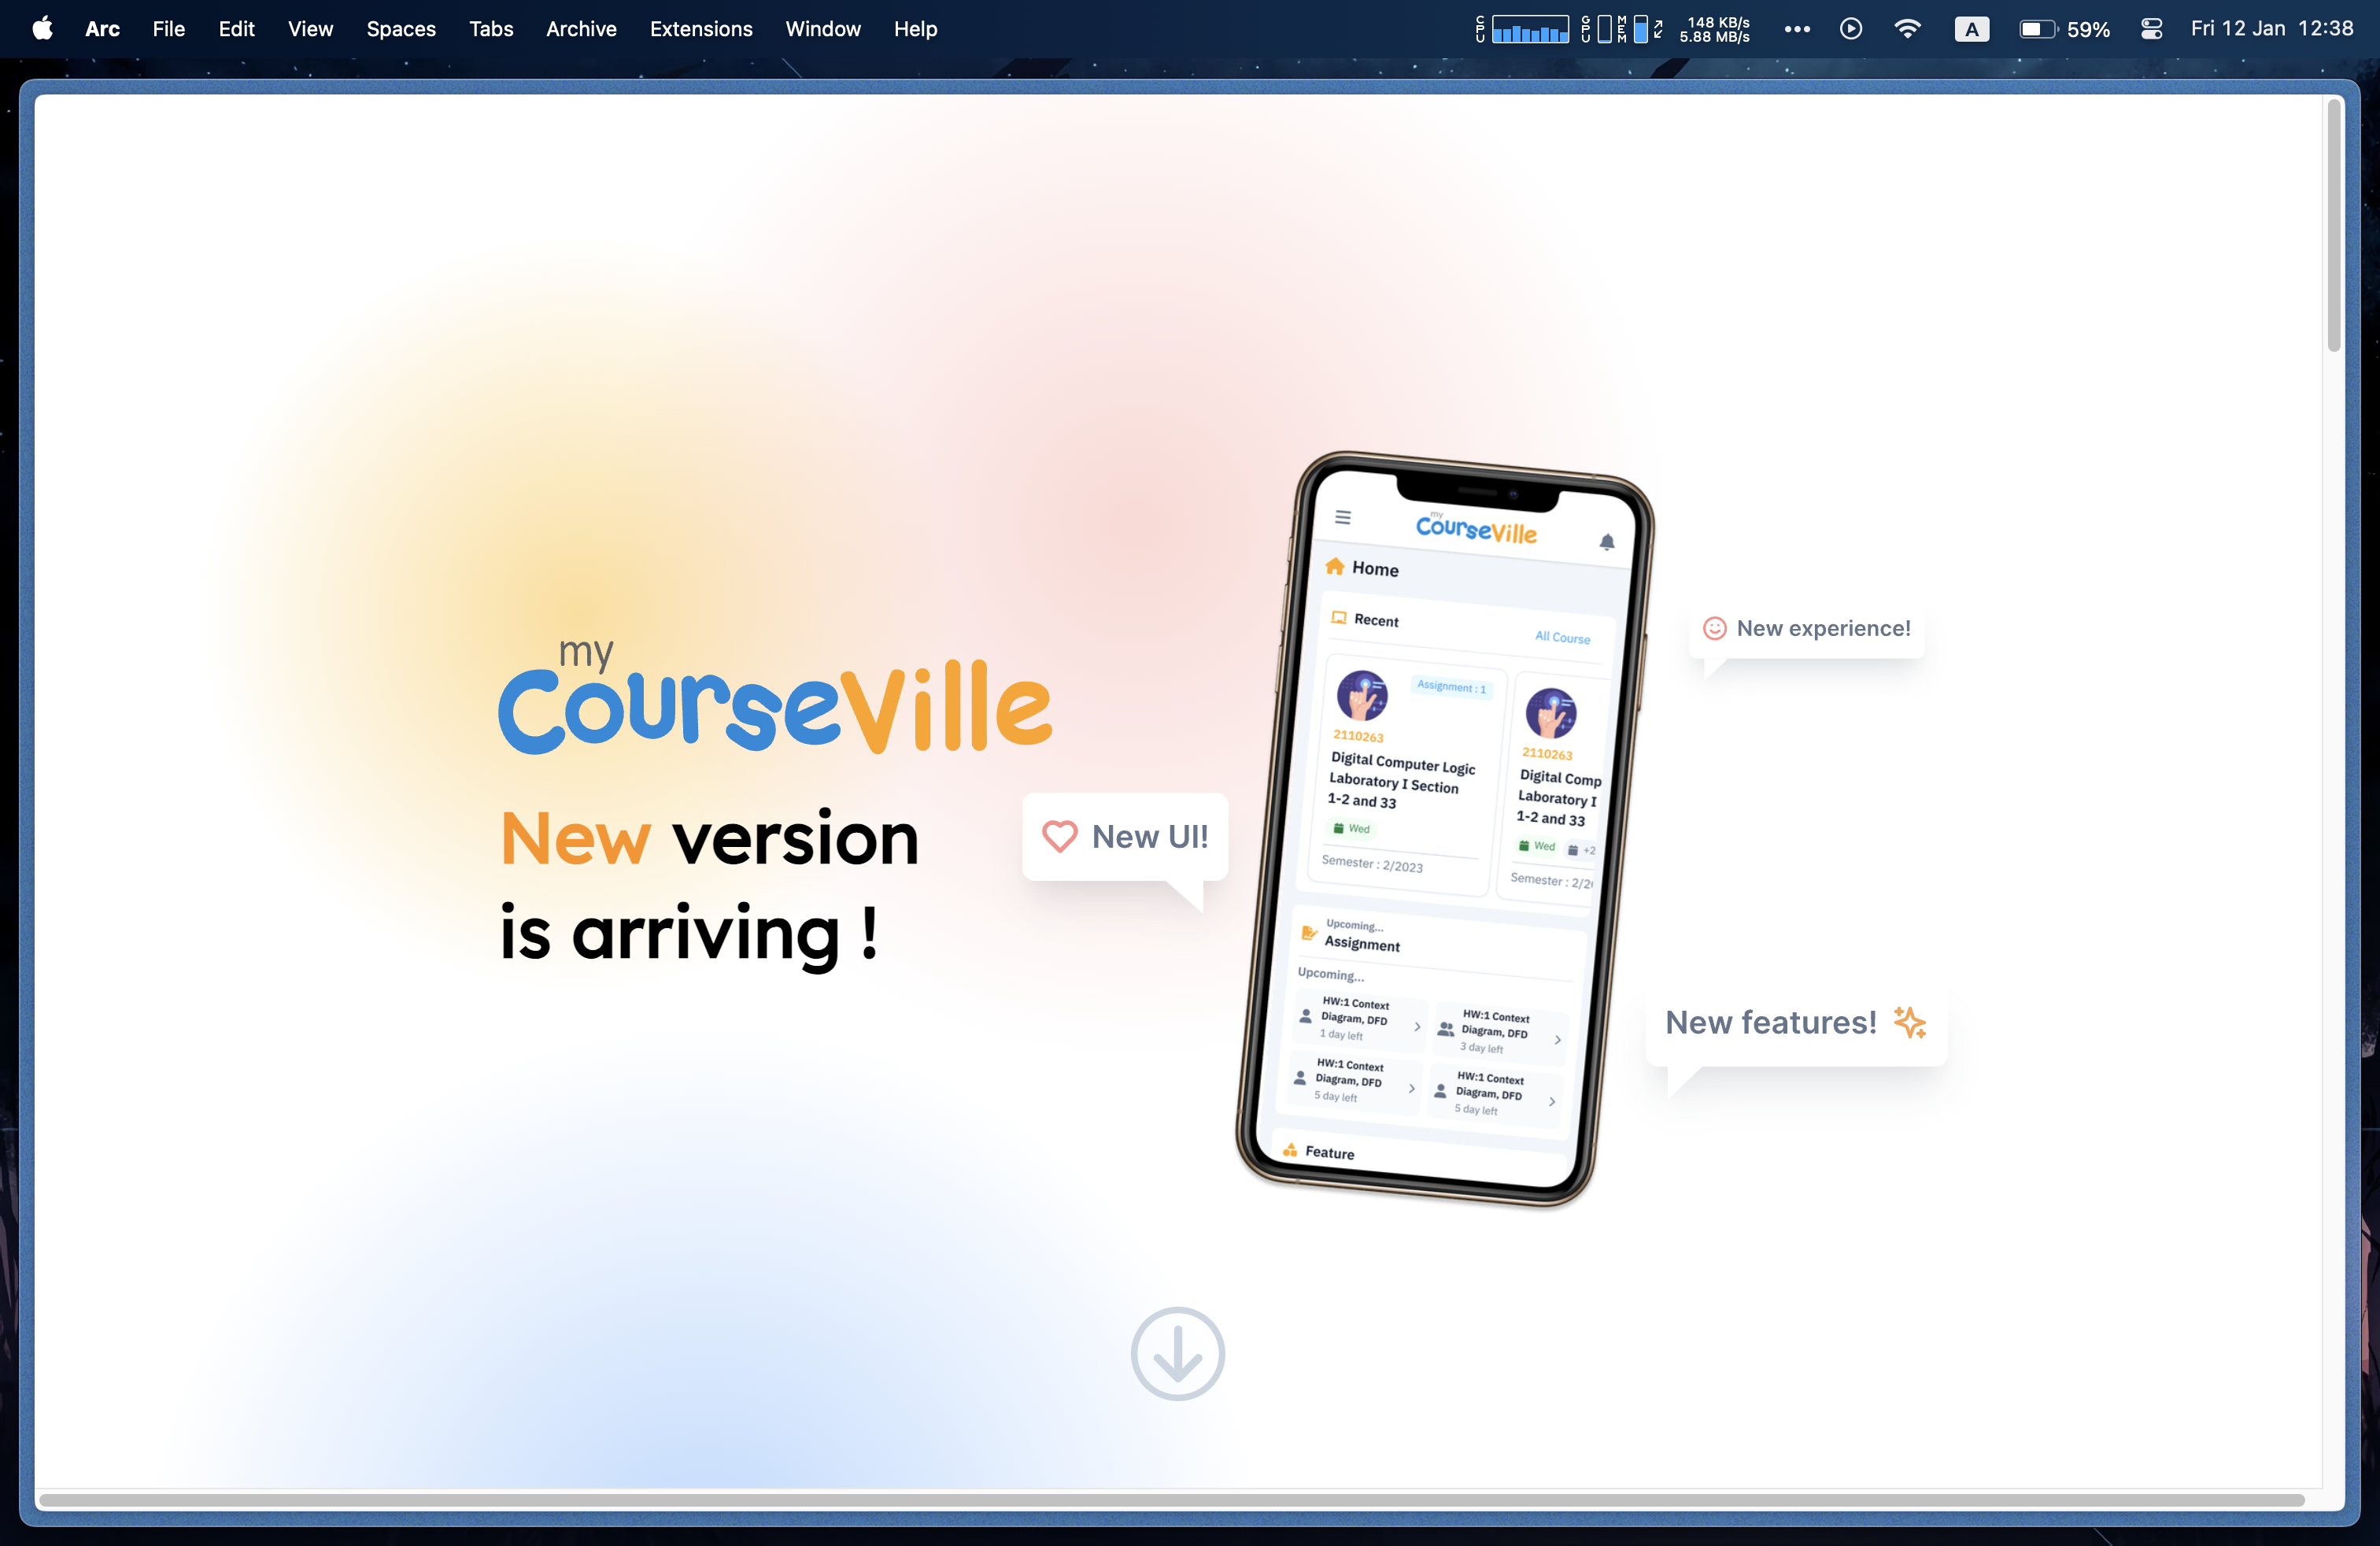 Arc File Edit View Spaces Tabs Archive Extensions Window Help
CPU GPU MEM 148 KB/s
5.88 MB/s
A 59% Fri 12 Jan 12:38
my
CourseVille
New version
is arriving !
New UI!
New experience!
New features!
my
CourseVille
Home
Recent
All Course
Assignment : 1
2110263
Digital Computer Logic
Laboratory I Section
1-2 and 33
Wed
Semester : 2/2023
2110263
Digital Comp
Laboratory I
1-2 and 33
Wed +2
Semester : 2/2
Upcoming...
Assignment
Upcoming...
HW:1 Context
Diagram, DFD
1 day left
HW:1 Context
Diagram, DFD
3 day left
HW:1 Context
Diagram, DFD
5 day left
HW:1 Context
Diagram, DFD
5 day left
Feature